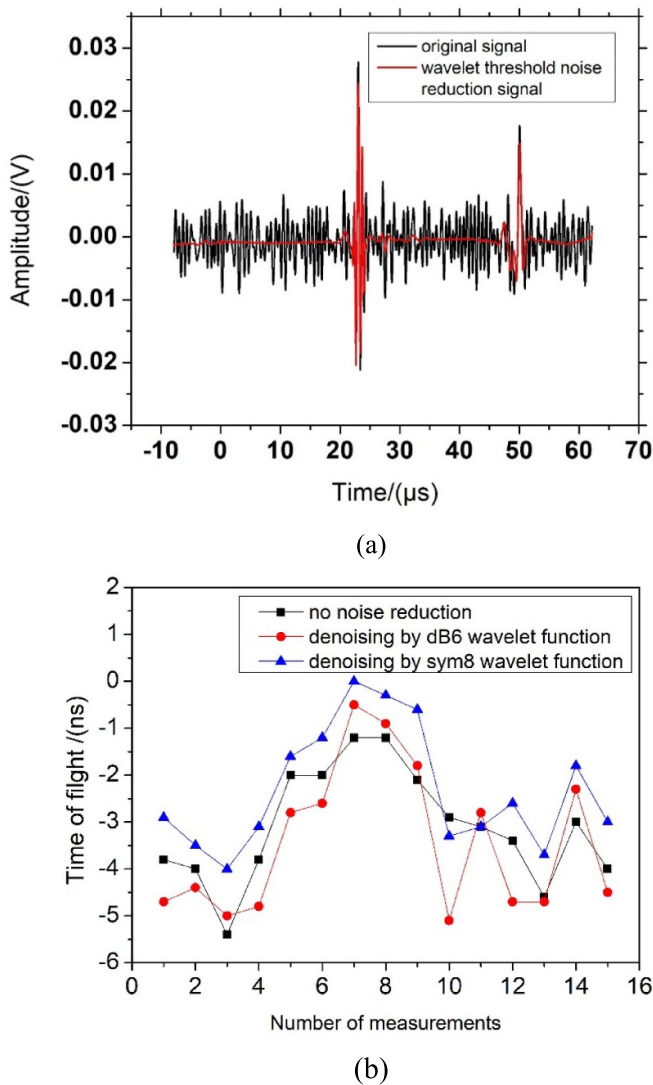 0.03
0.02
0.01
0.00
-0.01
-0.02
-0.03
Amplitude/(V)
original signal
wavelet threshold noise
reduction signal
-10 0 10 20 30 40 50 60 70
Time/(μs)
(a)
2
1
0
-1
-2
-3
-4
-5
-6
Time of filght /(ns)
no noise reduction
denoising by dB6 wavelet function
denoising by sym8 wavelet function
0 2 4 6 8 10 12 14 16
Number of measurements
(b)